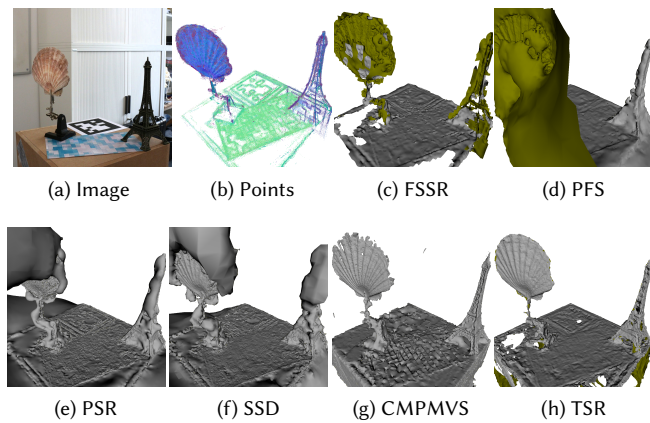 (a) Image
(b) Points
(c) FSSR
(d) PFS
(e) PSR
(f) SSD
(g) CMPMVS
(h) TSR